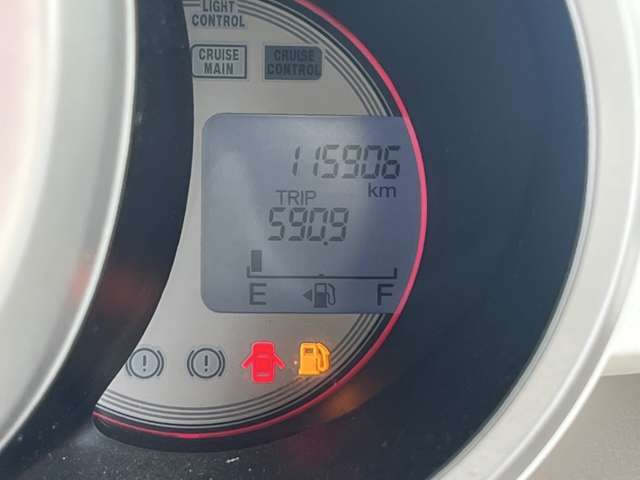 LIGHT
CONTROL
CRUISE
MAIN
CRUISE
CONTROL
115906
km
TRIP
590.9
E F